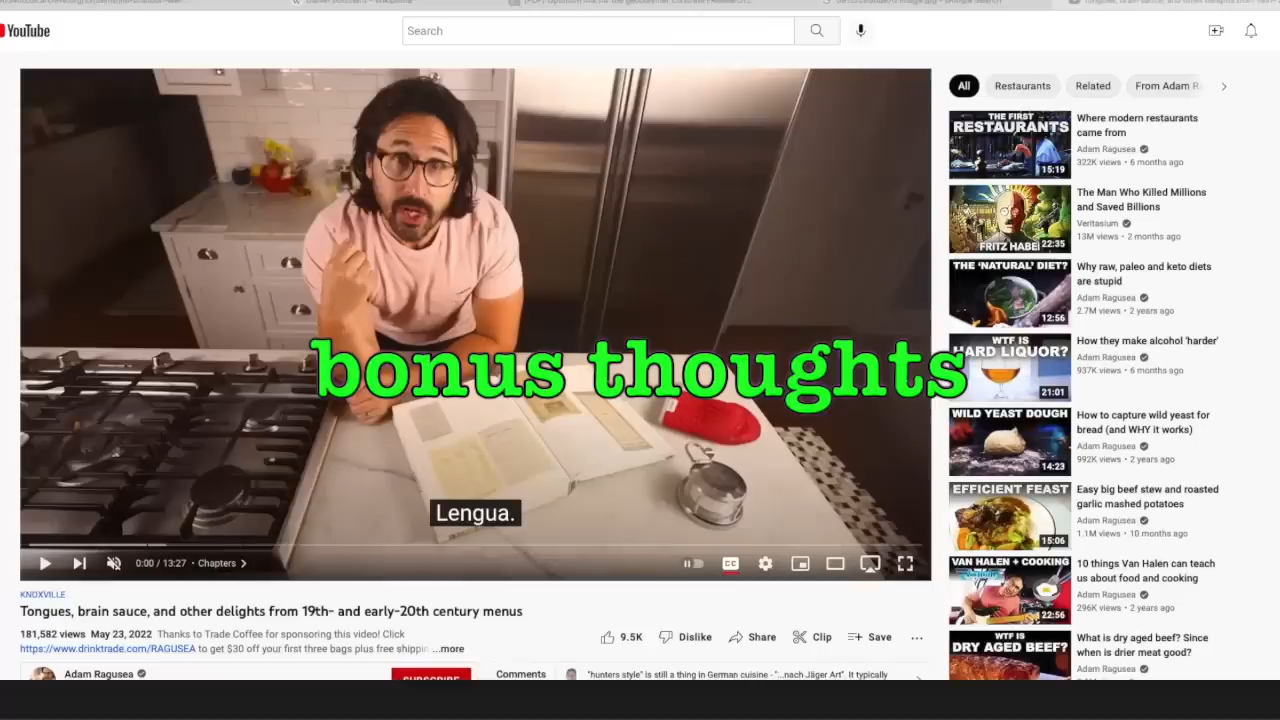 YouTube
Search
All
Restaurants
Related
From Adam R
THE FIRST
RESTAURANTS
15:19
Where modern restaurants
came from
Adam Ragusea
322K views • 6 months ago
FRITZ HABE
22:35
The Man Who Killed Millions
and Saved Billions
Veritasium
13M views • 2 months ago
THE 'NATURAL' DIET?
12:56
Why raw, paleo and keto diets
are stupid
Adam Ragusea
2.7M views • 2 years ago
WTF IS
HARD LIQUOR?
21:01
How they make alcohol 'harder'
Adam Ragusea
937K views • 6 months ago
bonus thoughts
WILD YEAST DOUGH
14:23
How to capture wild yeast for
bread (and WHY it works)
Adam Ragusea
992K views • 2 years ago
EFFICIENT FEAST
15:06
Easy big beef stew and roasted
garlic mashed potatoes
Adam Ragusea
1.1M views • 10 months ago
Lengua.
0:00 / 13:27 • Chapters
CC
VAN HALEN + COOKING
22:56
10 things Van Halen can teach
us about food and cooking
Adam Ragusea
296K views • 2 years ago
KNOXVILLE
Tongues, brain sauce, and other delights from 19th- and early-20th century menus
181,582 views May 23, 2022 Thanks to Trade Coffee for sponsoring this video! Click
https://www.drinktrade.com/RAGUSEA to get $30 off your first three bags plus free shippin ...more
9.5K
Dislike
Share
Clip
Save
WTF IS
DRY AGED BEEF?
What is dry aged beef? Since
when is drier meat good?
Adam Ragusea
Adam Ragusea
SUBSCRIBE
Comments
"hunters style" is still a thing in German cuisine - "...nach Jäger Art". It typically